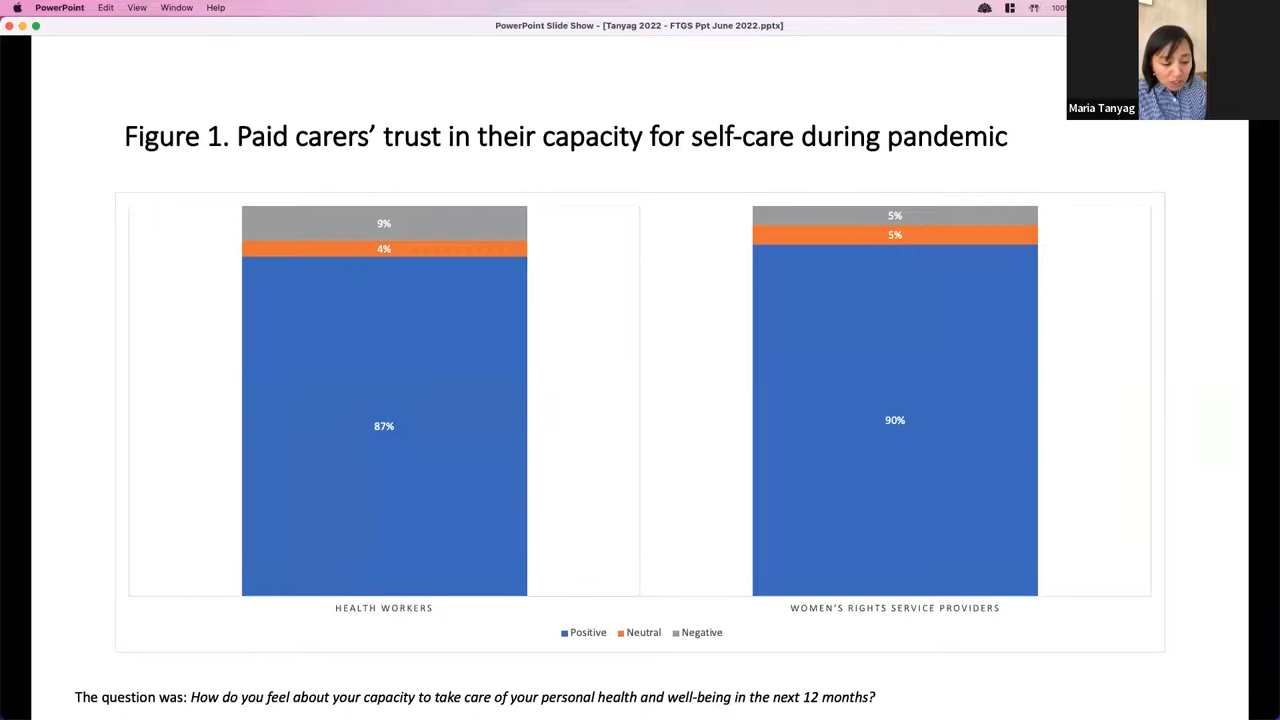 PowerPoint Edit View Window Help
100%
PowerPoint Slide Show - [Tanyag 2022 - FTGS Ppt June 2022.pptx]
Maria Tanyag
Figure 1. Paid carers’ trust in their capacity for self-care during pandemic
9% 5%
4% 5%
87% 90%
HEALTH WORKERS WOMEN’S RIGHTS SERVICE PROVIDERS
Positive Neutral Negative
The question was: How do you feel about your capacity to take care of your personal health and well-being in the next 12 months?